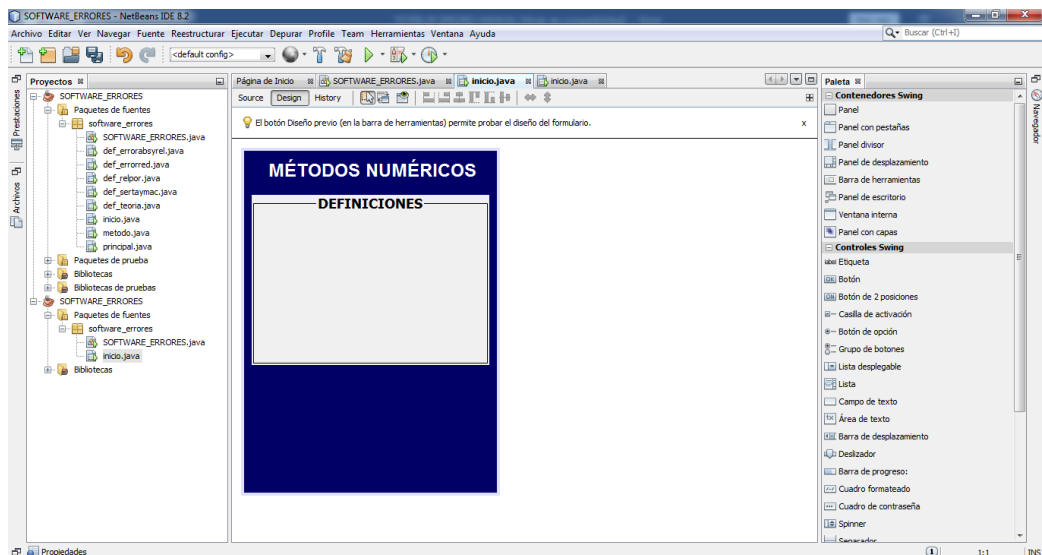 SOFTWARE_ERRORES - NetBeans IDE 8.2
Archivo Editar Ver Navegar Fuente Reestructurar Ejecutar Depurar Profile Team Herramientas Ventana Ayuda
Buscar (Ctrl+I)
<default config>
Proyectos
SOFTWARE_ERRORES
Paquetes de fuentes
software_errores
SOFTWARE_ERRORES.java
def_errorabsyrel.java
def_errorred.java
def_relpor.java
def_sertaymac.java
def_teoria.java
inicio.java
metodo.java
principal.java
Paquetes de prueba
Bibliotecas
Bibliotecas de pruebas
SOFTWARE_ERRORES
Paquetes de fuentes
software_errores
SOFTWARE_ERRORES.java
inicio.java
Bibliotecas
Prestaciones
Archivos
Página de Inicio SOFTWARE_ERRORES.java inicio.java inicio.java
Source Design History
El botón Diseño previo (en la barra de herramientas) permite probar el diseño del formulario. x
MÉTODOS NUMÉRICOS
DEFINICIONES
Paleta
Contenedores Swing
Panel
Panel con pestañas
Panel divisor
Panel de desplazamiento
Barra de herramientas
Panel de escritorio
Ventana interna
Panel con capas
Controles Swing
label Etiqueta
OK Botón
ON Botón de 2 posiciones
Casilla de activación
Botón de opción
Grupo de botones
Lista desplegable
Lista
Campo de texto
Área de texto
Barra de desplazamiento
Deslizador
Barra de progreso:
Cuadro formateado
Cuadro de contraseña
Spinner
Separador
Navegador
Propiedades
1
1:1
INS